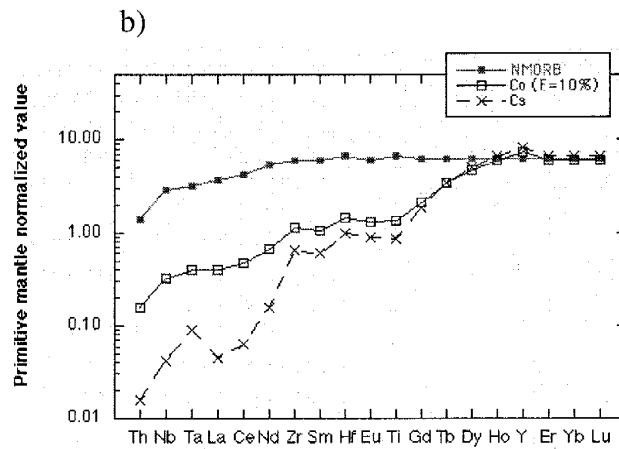 b)
NMORB
Co (F=10%)
Cs
Primitive mantle normalized value
10.00
1.00
0.10
0.01
Th Nb Ta La Ce Nd Zr Sm Hf Eu Ti Gd Tb Dy Ho Y Er Yb Lu